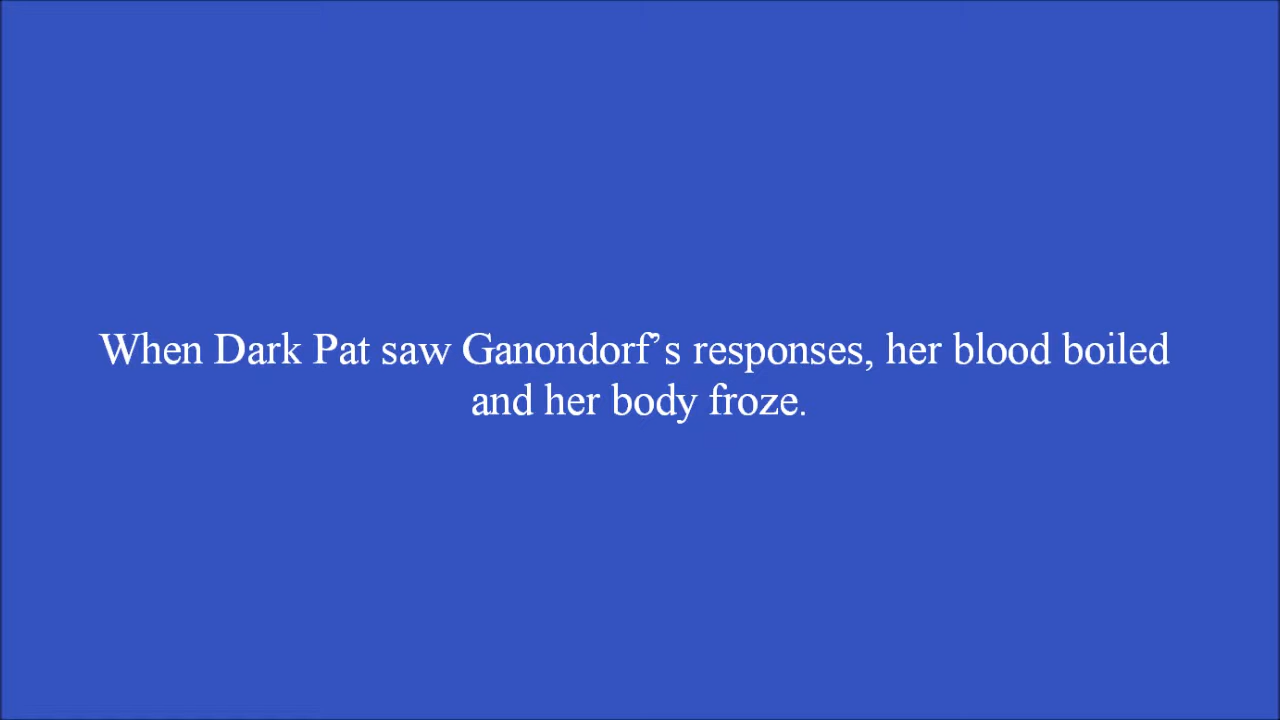 When Dark Pat saw Ganondorf’s responses, her blood boiled
and her body froze.